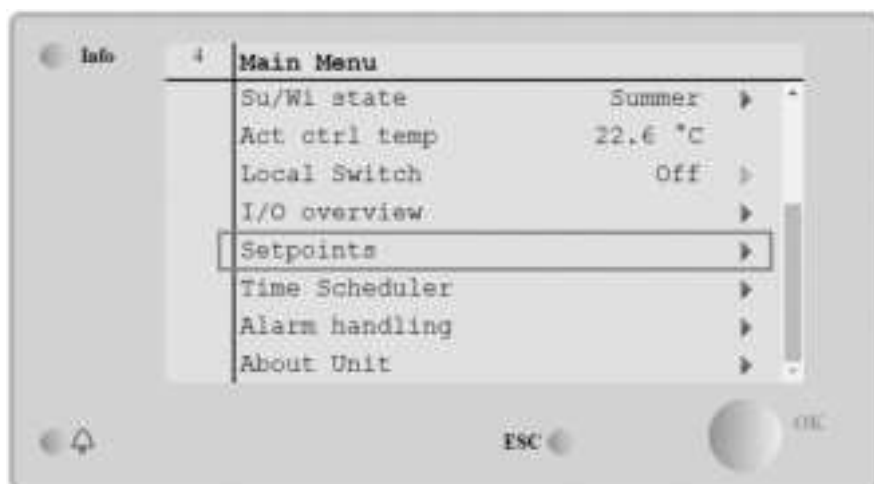 Info
4 Main Menu
Su/Wi state Summer
Act ctrl temp 22.6 °C
Local Switch Off
I/O overview
Setpoints
Time Scheduler
Alarm handling
About Unit
ESC
OK